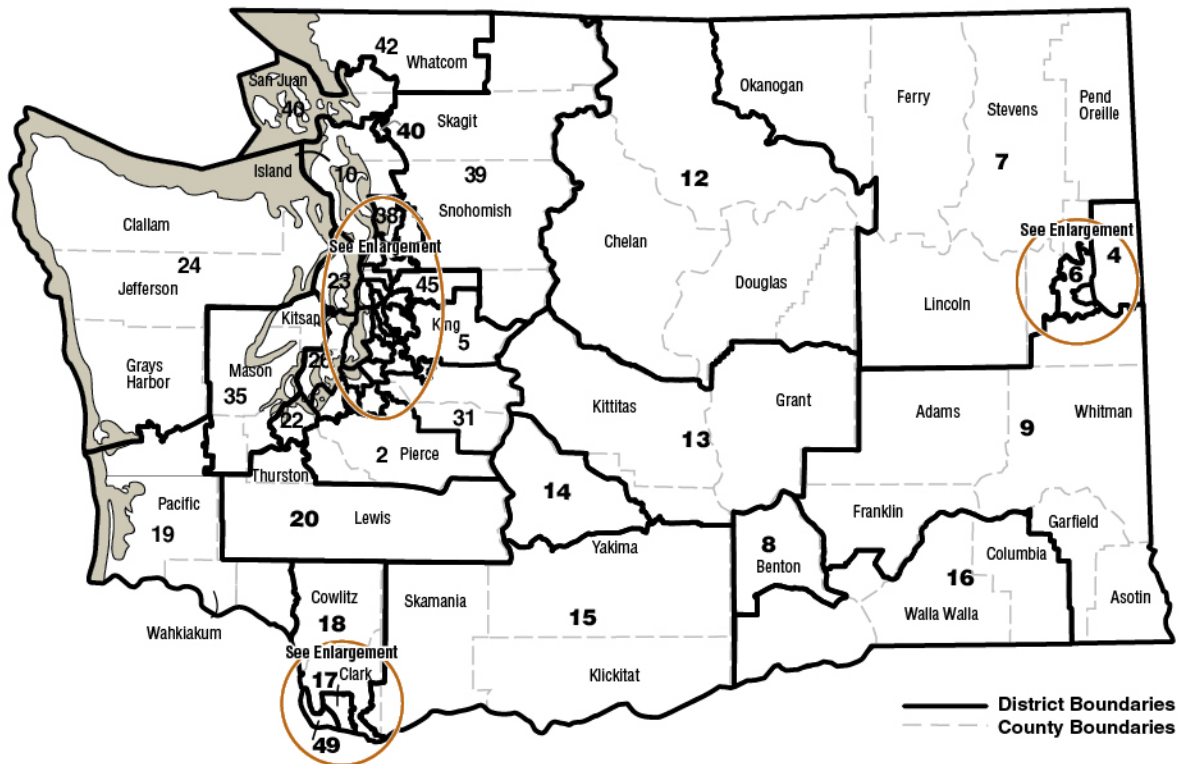 42
Whatcom
San Juan
40
Okanogan
Ferry
Stevens
Pend
Oreille
Skagit
40
Island
10
39
12
7
Clallam
38
Snohomish
See Enlargement
Chelan
See Enlargement
4
24
Jefferson
23
45
Douglas
6
Lincoln
Kitsap
King
5
Grays
Harbor
Mason
35
26
Kittitas
Grant
Adams
Whitman
22
31
13
9
2
Pierce
Thurston
14
Pacific
19
20
Lewis
Franklin
Garfield
Yakima
8
Benton
Columbia
16
Cowlitz
18
Skamania
15
Walla Walla
Asotin
Wahkiakum
See Enlargement
17
Clark
Klickitat
49
District Boundaries
County Boundaries